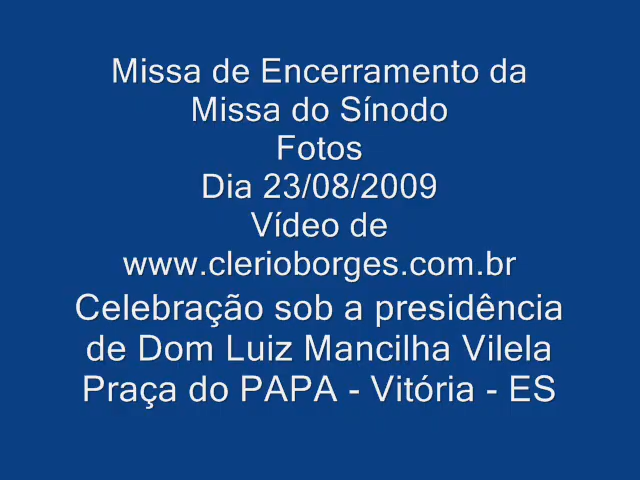 Missa de Encerramento da
Missa do Sínodo
Fotos
Dia 23/08/2009
Vídeo de
www.clerioborges.com.br
Celebração sob a presidência
de Dom Luiz Mancilha Vilela
Praça do PAPA - Vitória - ES